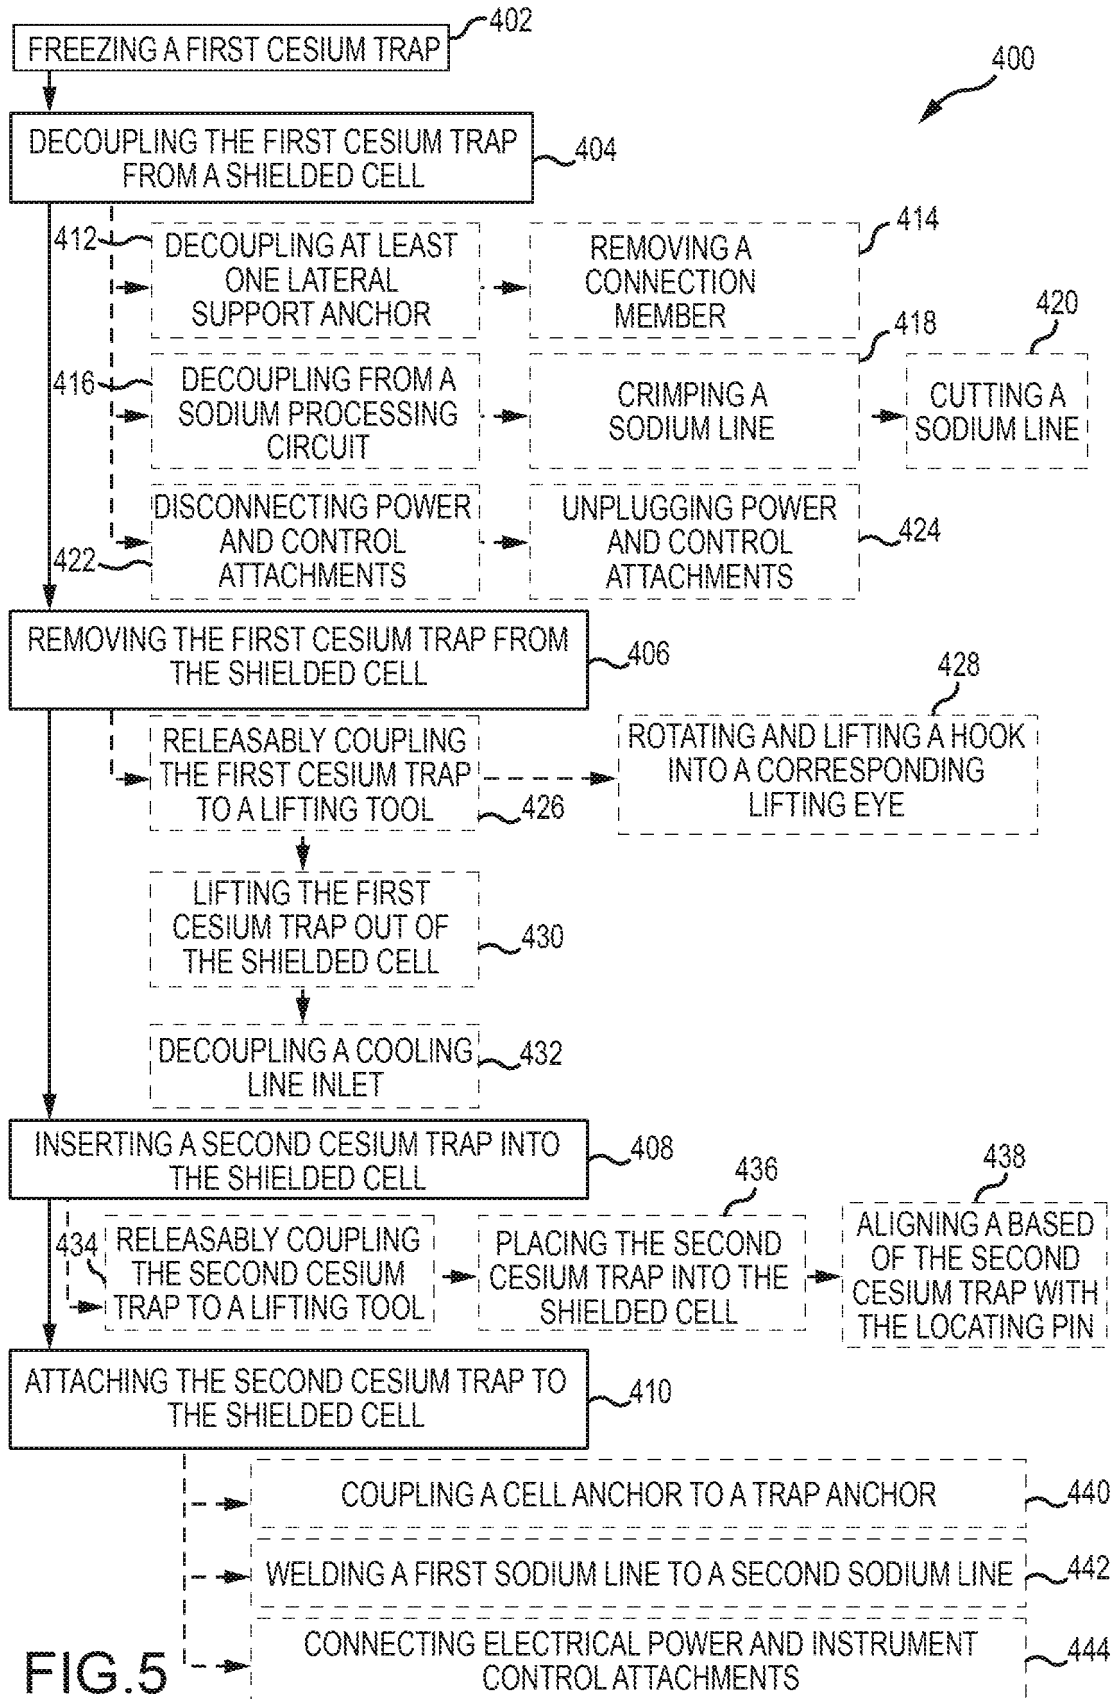 402
FREEZING A FIRST CESIUM TRAP
400
DECOUPLING THE FIRST CESIUM TRAP
FROM A SHIELDED CELL
404
412
DECOUPLING AT LEAST
ONE LATERAL
SUPPORT ANCHOR
REMOVING A
CONNECTION
MEMBER
414
416
DECOUPLING FROM A
SODIUM PROCESSING
CIRCUIT
CRIMPING A
SODIUM LINE
418
420
CUTTING A
SODIUM LINE
422
DISCONNECTING POWER
AND CONTROL
ATTACHMENTS
UNPLUGGING POWER
AND CONTROL
ATTACHMENTS
424
REMOVING THE FIRST CESIUM TRAP FROM
THE SHIELDED CELL
406
RELEASABLY COUPLING
THE FIRST CESIUM TRAP
TO A LIFTING TOOL
426
428
ROTATING AND LIFTING A HOOK
INTO A CORRESPONDING
LIFTING EYE
LIFTING THE FIRST
CESIUM TRAP OUT OF
THE SHIELDED CELL
430
DECOUPLING A COOLING
LINE INLET
432
INSERTING A SECOND CESIUM TRAP INTO
THE SHIELDED CELL
408
434
RELEASABLY COUPLING
THE SECOND CESIUM
TRAP TO A LIFTING TOOL
436
PLACING THE SECOND
CESIUM TRAP INTO THE
SHIELDED CELL
438
ALIGNING A BASED
OF THE SECOND
CESIUM TRAP WITH
THE LOCATING PIN
ATTACHING THE SECOND CESIUM TRAP TO
THE SHIELDED CELL
410
COUPLING A CELL ANCHOR TO A TRAP ANCHOR
440
WELDING A FIRST SODIUM LINE TO A SECOND SODIUM LINE
442
CONNECTING ELECTRICAL POWER AND INSTRUMENT
CONTROL ATTACHMENTS
444
FIG.5